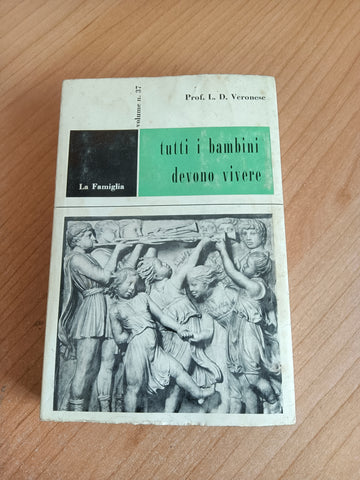 Prof. L. D. Veronese
volume n. 37
tutti i bambini
devono vivere
La Famiglia